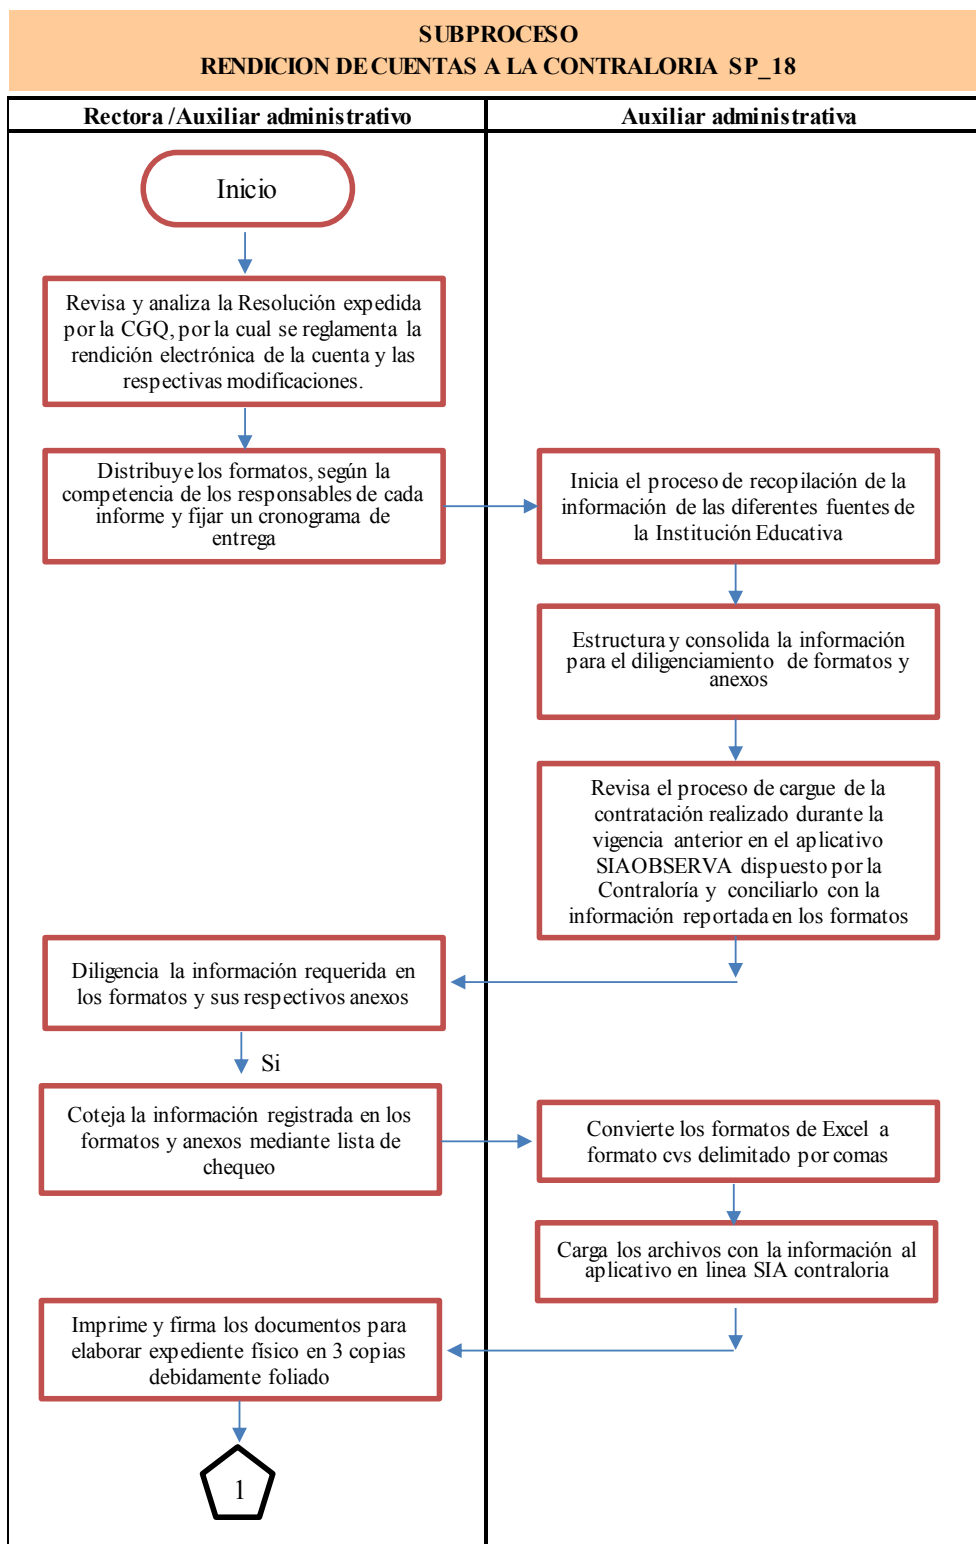 SUBPROCESO
RENDICION DE CUENTAS A LA CONTRALORIA SP_18
Rectora /Auxiliar administrativo
Auxiliar administrativa
Inicio
Revisa y analiza la Resolución expedida
por la CGQ, por la cual se reglamenta la
rendición electrónica de la cuenta y las
respectivas modificaciones.
Distribuye los formatos, según la
competencia de los responsables de cada
informe y fijar un cronograma de
entrega
Inicia el proceso de recopilación de la
información de las diferentes fuentes de
la Institución Educativa
Estructura y consolida la información
para el diligenciamiento de formatos y
anexos
Revisa el proceso de cargue de la
contratación realizado durante la
vigencia anterior en el aplicativo
SIAOBSERVA dispuesto por la
Contraloría y conciliarlo con la
información reportada en los formatos
Diligencia la información requerida en
los formatos y sus respectivos anexos
Si
Coteja la información registrada en los
formatos y anexos mediante lista de
chequeo
Convierte los formatos de Excel a
formato cvs delimitado por comas
Carga los archivos con la información al
aplicativo en linea SIA contraloria
Imprime y firma los documentos para
elaborar expediente físico en 3 copias
debidamente foliado
1